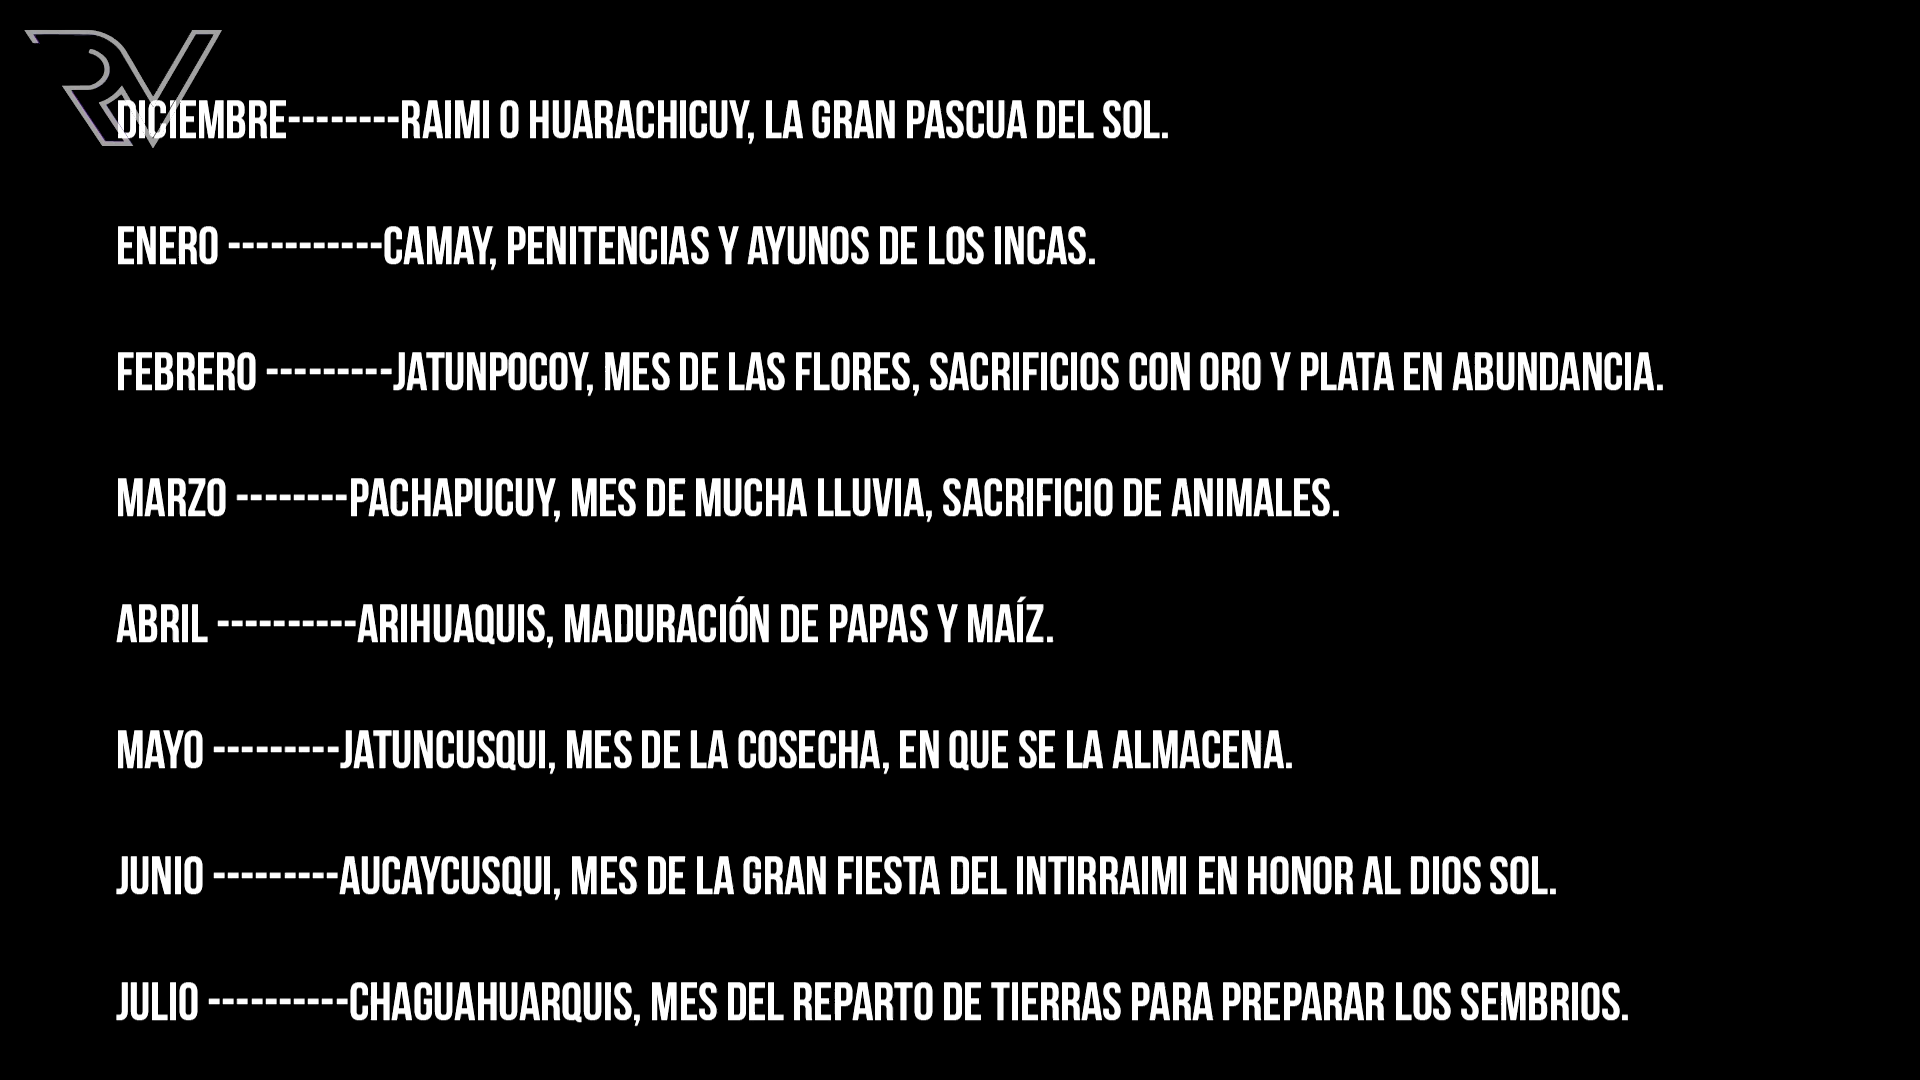 RV
DICIEMBRE--------RAIMI O HUARACHICUY, LA GRAN PASCUA DEL SOL.
ENERO -----------CAMAY, PENITENCIAS Y AYUNOS DE LOS INCAS.
FEBRERO ---------JATUNPOCOY, MES DE LAS FLORES, SACRIFICIOS CON ORO Y PLATA EN ABUNDANCIA.
MARZO --------PACHAPUCUY, MES DE MUCHA LLUVIA, SACRIFICIO DE ANIMALES.
ABRIL ----------ARIHUAQUIS, MADURACIÓN DE PAPAS Y MAÍZ.
MAYO ---------JATUNCUSQUI, MES DE LA COSECHA, EN QUE SE LA ALMACENA.
JUNIO ---------AUCAYCUSQUI, MES DE LA GRAN FIESTA DEL INTIRRAIMI EN HONOR AL DIOS SOL.
JULIO ----------CHAGUAHUARQUIS, MES DEL REPARTO DE TIERRAS PARA PREPARAR LOS SEMBRIOS.